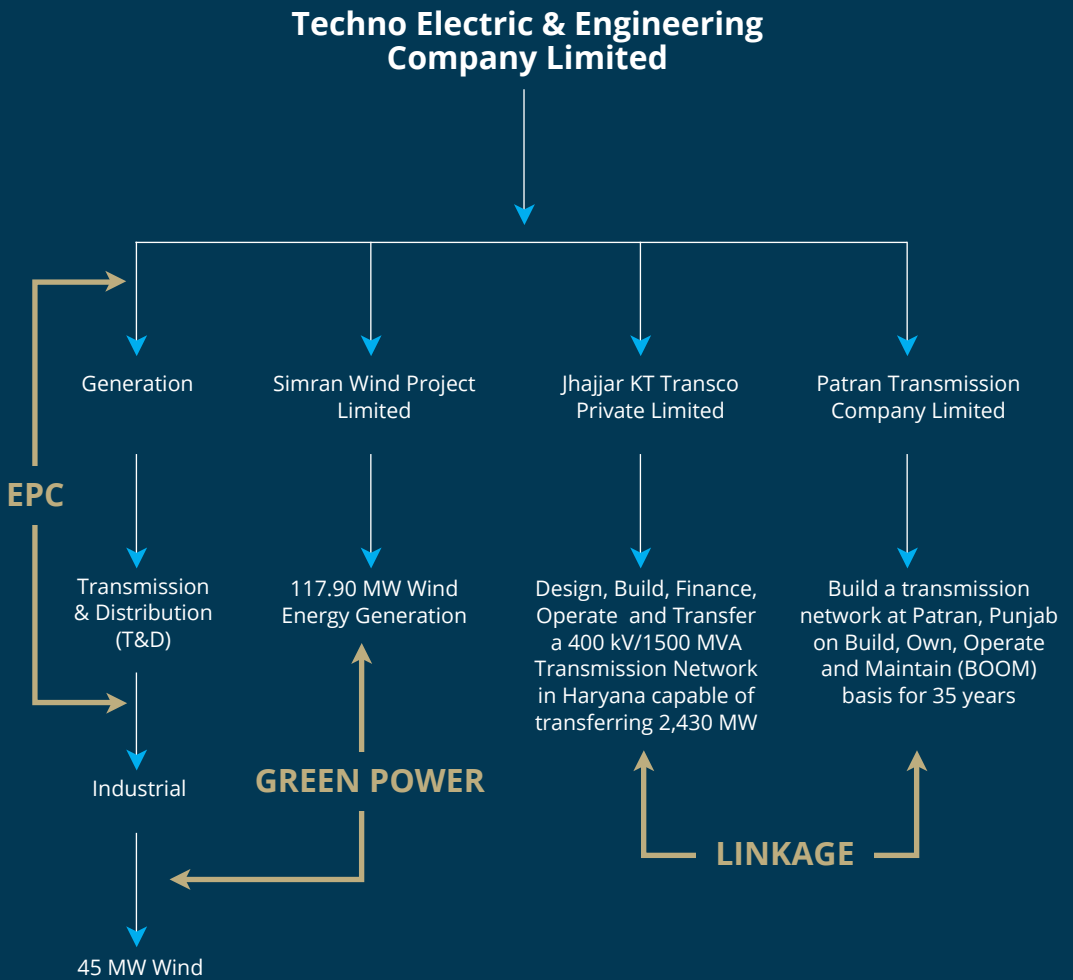 Techno Electric & Engineering
Company Limited
Generation
Simran Wind Project
Limited
Jhajjar KT Transco
Private Limited
Patran Transmission
Company Limited
EPC
Transmission
& Distribution
(T&D)
117.90 MW Wind
Energy Generation
Design, Build, Finance,
Operate and Transfer
a 400 kV/1500 MVA
Transmission Network
in Haryana capable of
transferring 2,430 MW
Build a transmission
network at Patran, Punjab
on Build, Own, Operate
and Maintain (BOOM)
basis for 35 years
Industrial
GREEN POWER
LINKAGE
45 MW Wind